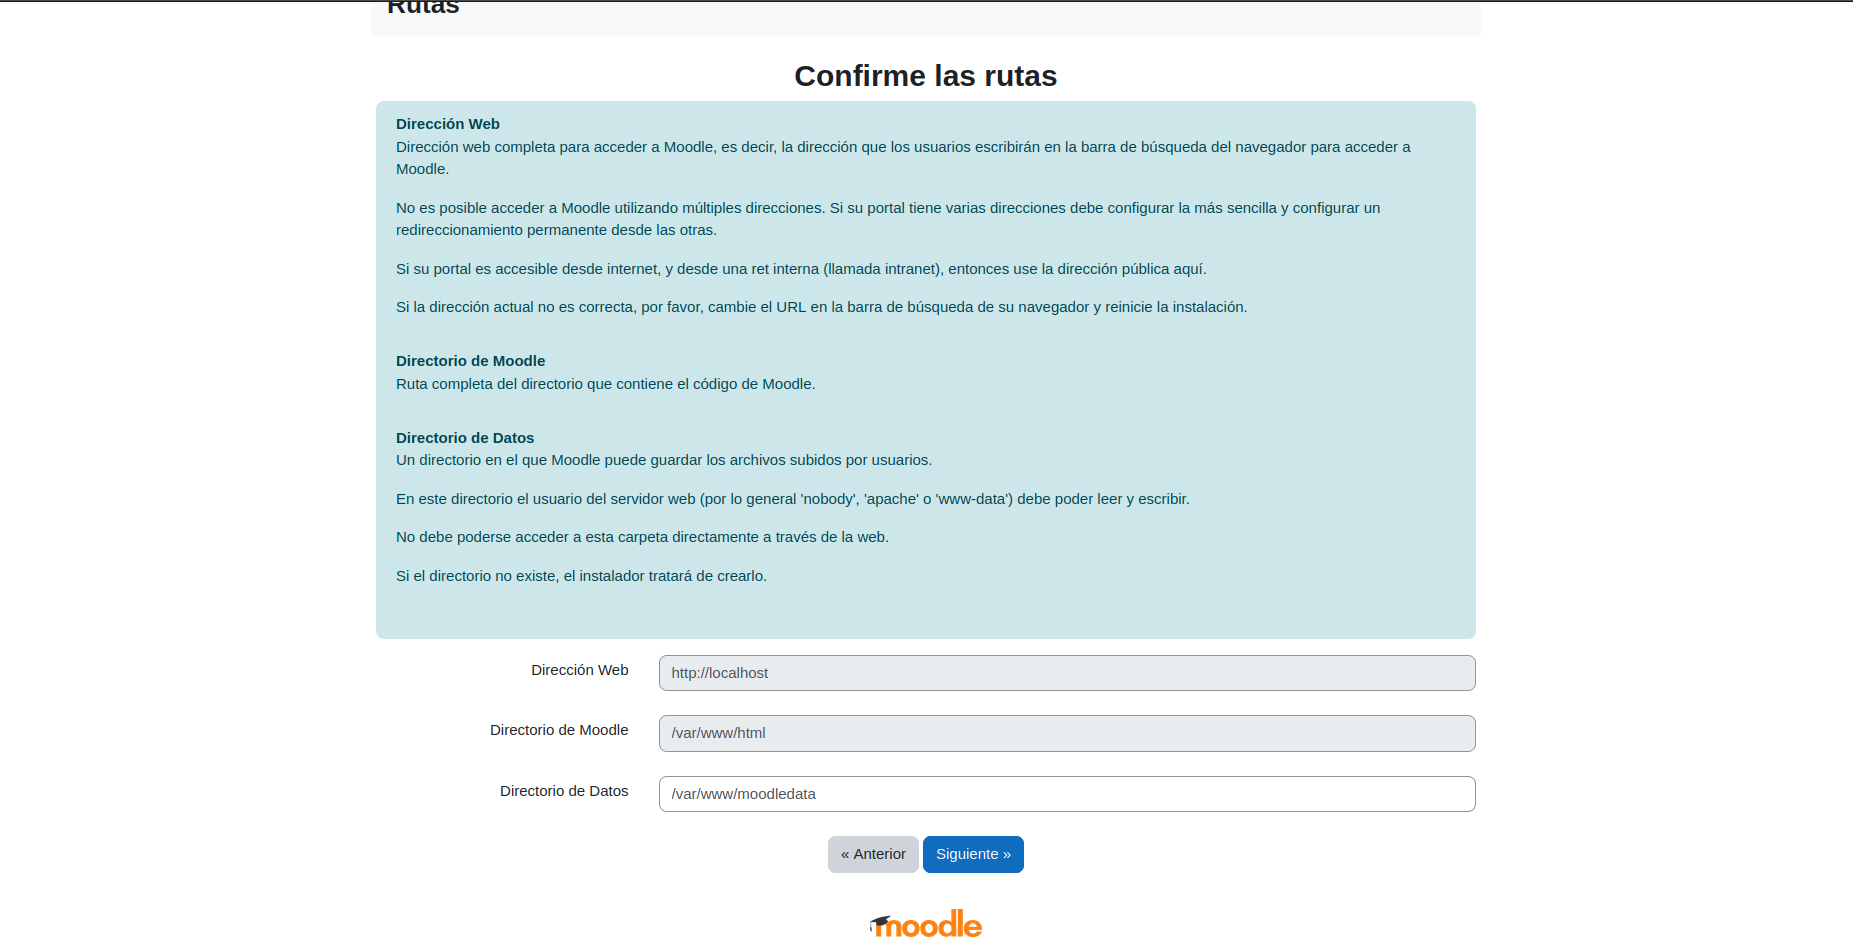 Rutas
Confirme las rutas
Dirección Web
Dirección web completa para acceder a Moodle, es decir, la dirección que los usuarios escribirán en la barra de búsqueda del navegador para acceder a
Moodle.
No es posible acceder a Moodle utilizando múltiples direcciones. Si su portal tiene varias direcciones debe configurar la más sencilla y configurar un
redireccionamiento permanente desde las otras.
Si su portal es accesible desde internet, y desde una ret interna (llamada intranet), entonces use la dirección pública aquí.
Si la dirección actual no es correcta, por favor, cambie el URL en la barra de búsqueda de su navegador y reinicie la instalación.
Directorio de Moodle
Ruta completa del directorio que contiene el código de Moodle.
Directorio de Datos
Un directorio en el que Moodle puede guardar los archivos subidos por usuarios.
En este directorio el usuario del servidor web (por lo general 'nobody', 'apache' o 'www-data') debe poder leer y escribir.
No debe poderse acceder a esta carpeta directamente a través de la web.
Si el directorio no existe, el instalador tratará de crearlo.
Dirección Web http://localhost
Directorio de Moodle /var/www/html
Directorio de Datos /var/www/moodledata
« Anterior Siguiente »
moodle